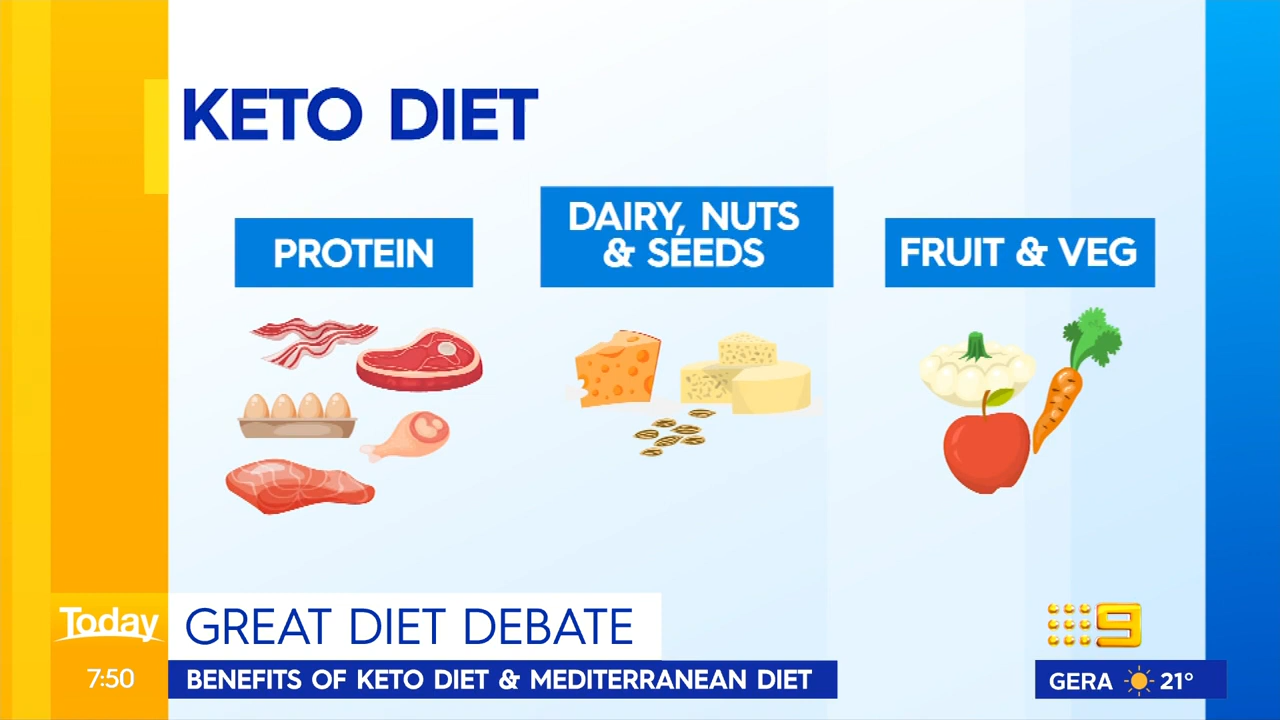 KETO DIET
PROTEIN
DAIRY, NUTS
& SEEDS
FRUIT & VEG
Today
GREAT DIET DEBATE
9
7:50
BENEFITS OF KETO DIET & MEDITERRANEAN DIET
GERA 21°